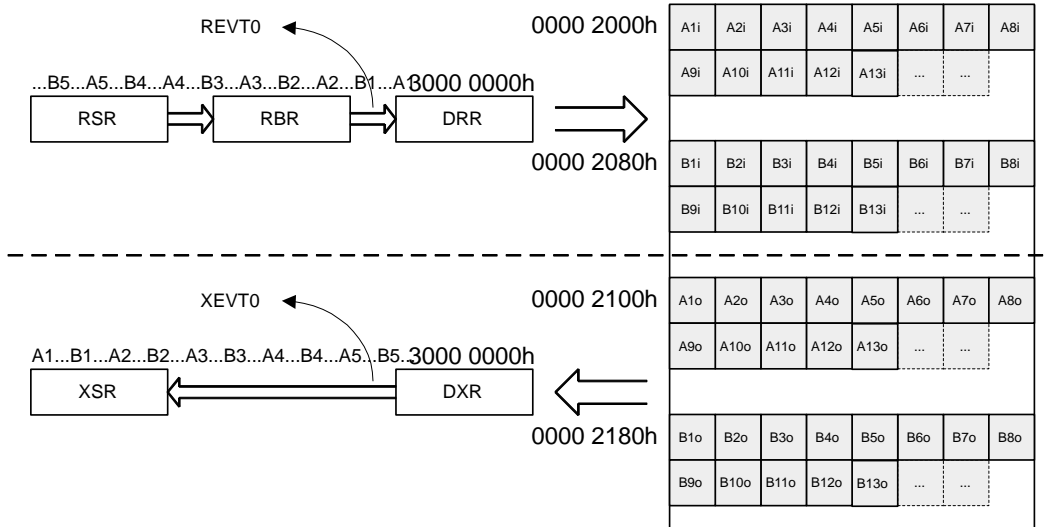 REVT0
0000 2000h
A1i A2i A3i A4i A5i A6i A7i A8i
...B5...A5...B4...A4...B3...A3...B2...A2...B1...A1
3000 0000h
A9i A10i A11i A12i A13i ... ...
RSR RBR DRR
0000 2080h
B1i B2i B3i B4i B5i B6i B7i B8i
B9i B10i B11i B12i B13i ... ...
XEVT0
0000 2100h
A1o A2o A3o A4o A5o A6o A7o A8o
A1...B1...A2...B2...A3...B3...A4...B4...A5...B5...
3000 0000h
A9o A10o A11o A12o A13o ... ...
XSR DXR
0000 2180h
B1o B2o B3o B4o B5o B6o B7o B8o
B9o B10o B11o B12o B13o ... ...